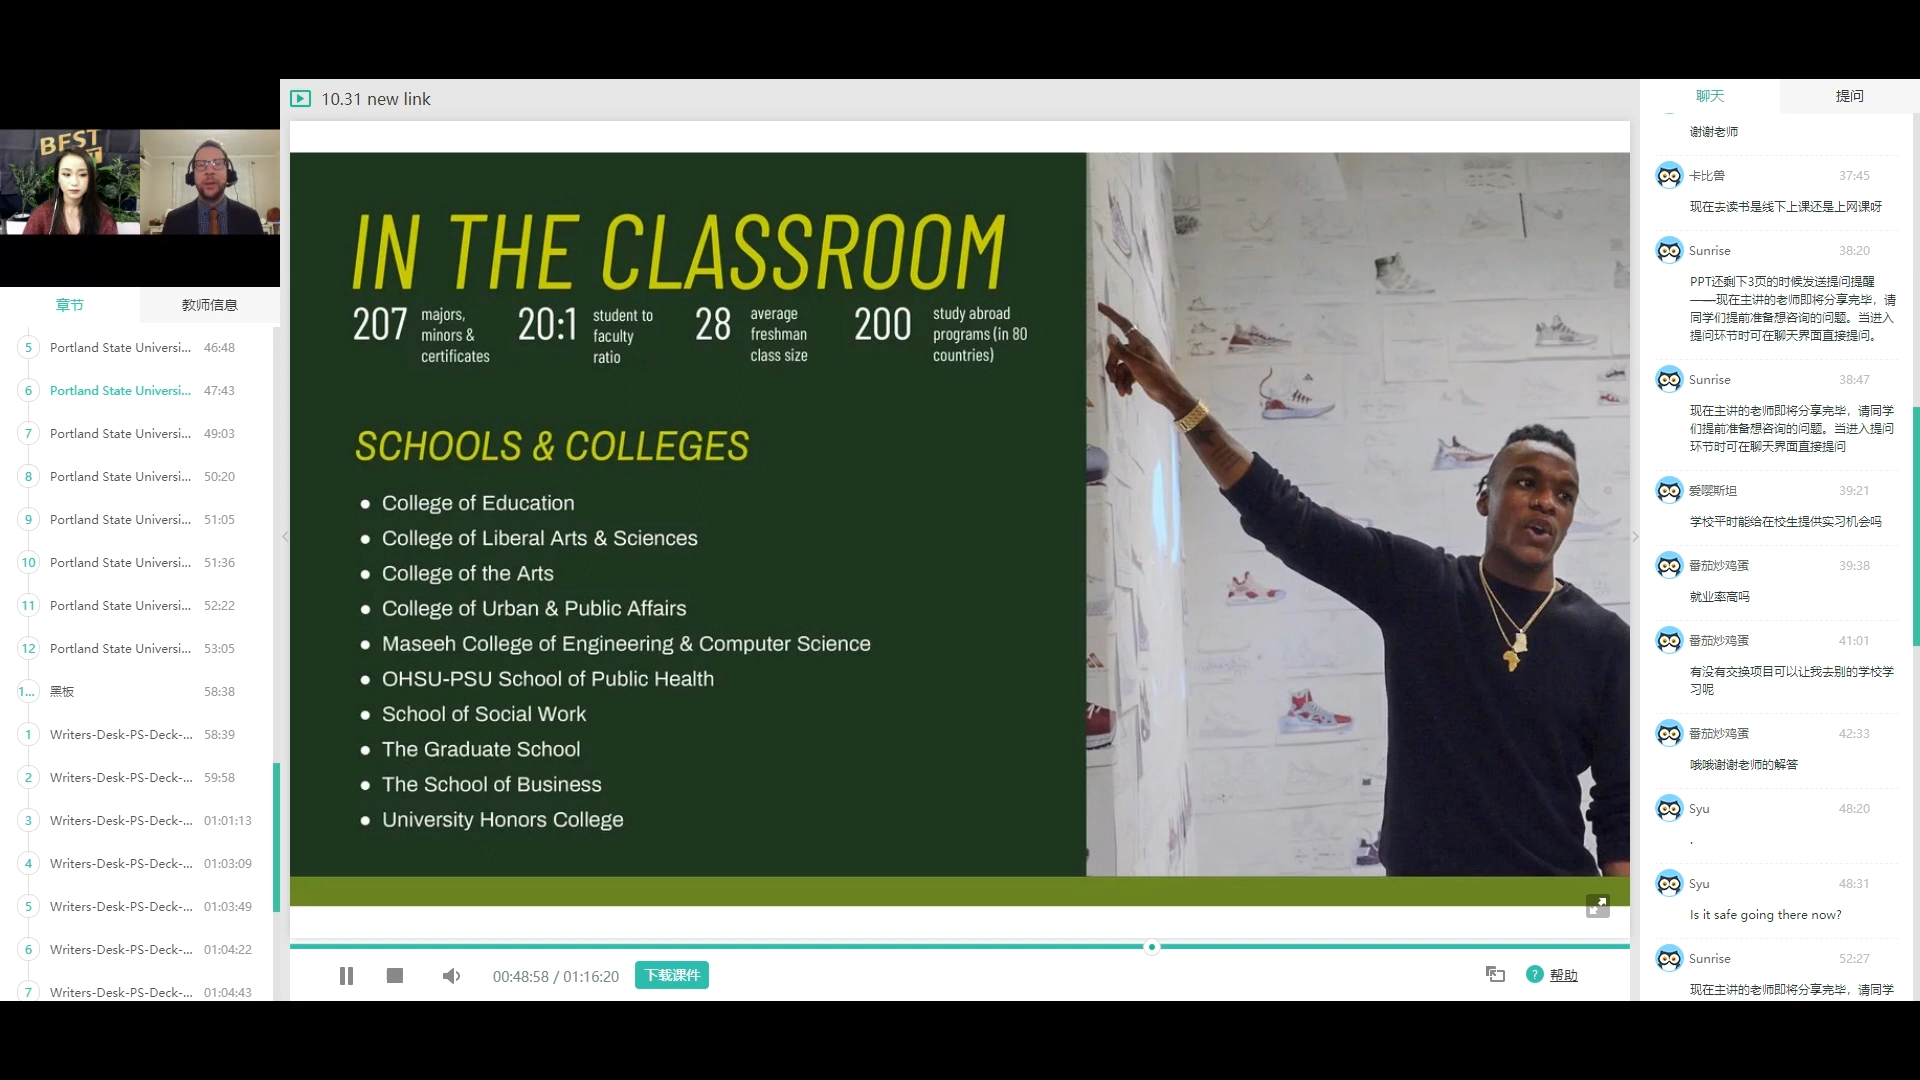 10.31 new link
BEST
章节
教师信息
5 Portland State Universi... 46:48
6 Portland State Universi... 47:43
7 Portland State Universi... 49:03
8 Portland State Universi... 50:20
9 Portland State Universi... 51:05
10 Portland State Universi... 51:36
11 Portland State Universi... 52:22
12 Portland State Universi... 53:05
1... 黑板 58:38
1 Writers-Desk-PS-Deck-... 58:39
2 Writers-Desk-PS-Deck-... 59:58
3 Writers-Desk-PS-Deck-... 01:01:13
4 Writers-Desk-PS-Deck-... 01:03:09
5 Writers-Desk-PS-Deck-... 01:03:49
6 Writers-Desk-PS-Deck-... 01:04:22
7 Writers-Desk-PS-Deck-... 01:04:43
IN THE CLASSROOM
207 majors,
minors &
certificates
20:1 student to
faculty
ratio
28 average
freshman
class size
200 study abroad
programs (in 80
countries)
SCHOOLS & COLLEGES
● College of Education
● College of Liberal Arts & Sciences
● College of the Arts
● College of Urban & Public Affairs
● Maseeh College of Engineering & Computer Science
● OHSU-PSU School of Public Health
● School of Social Work
● The Graduate School
● The School of Business
● University Honors College
00:48:58 / 01:16:20
下载课件
? 帮助
聊天
提问
谢谢老师
卡比兽 37:45
现在去读书是线下上课还是上网课呀
Sunrise 38:20
PPT还剩下3页的时候发送提问提醒
——现在主讲的老师即将分享完毕，请
同学们提前准备想咨询的问题。当进入
提问环节时可在聊天界面直接提问。
Sunrise 38:47
现在主讲的老师即将分享完毕，请同学
们提前准备想咨询的问题。当进入提问
环节时可在聊天界面直接提问
爱嘤斯坦 39:21
学校平时能给在校生提供实习机会吗
番茄炒鸡蛋 39:38
就业率高吗
番茄炒鸡蛋 41:01
有没有交换项目可以让我去别的学校学
习呢
番茄炒鸡蛋 42:33
哦哦谢谢老师的解答
Syu 48:20
.
Syu 48:31
Is it safe going there now?
Sunrise 52:27
现在主讲的老师即将分享完毕，请同学